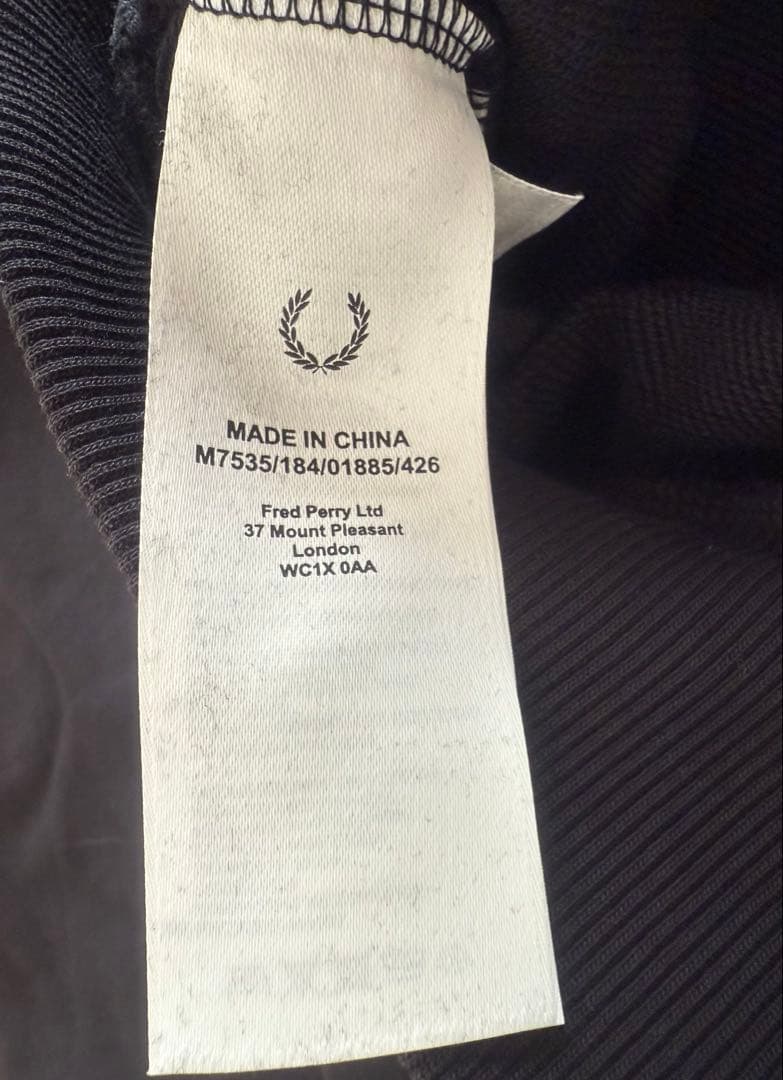 MADE IN CHINA
M7535/184/01885/426
Fred Perry Ltd
37 Mount Pleasant
London
WC1X 0AA